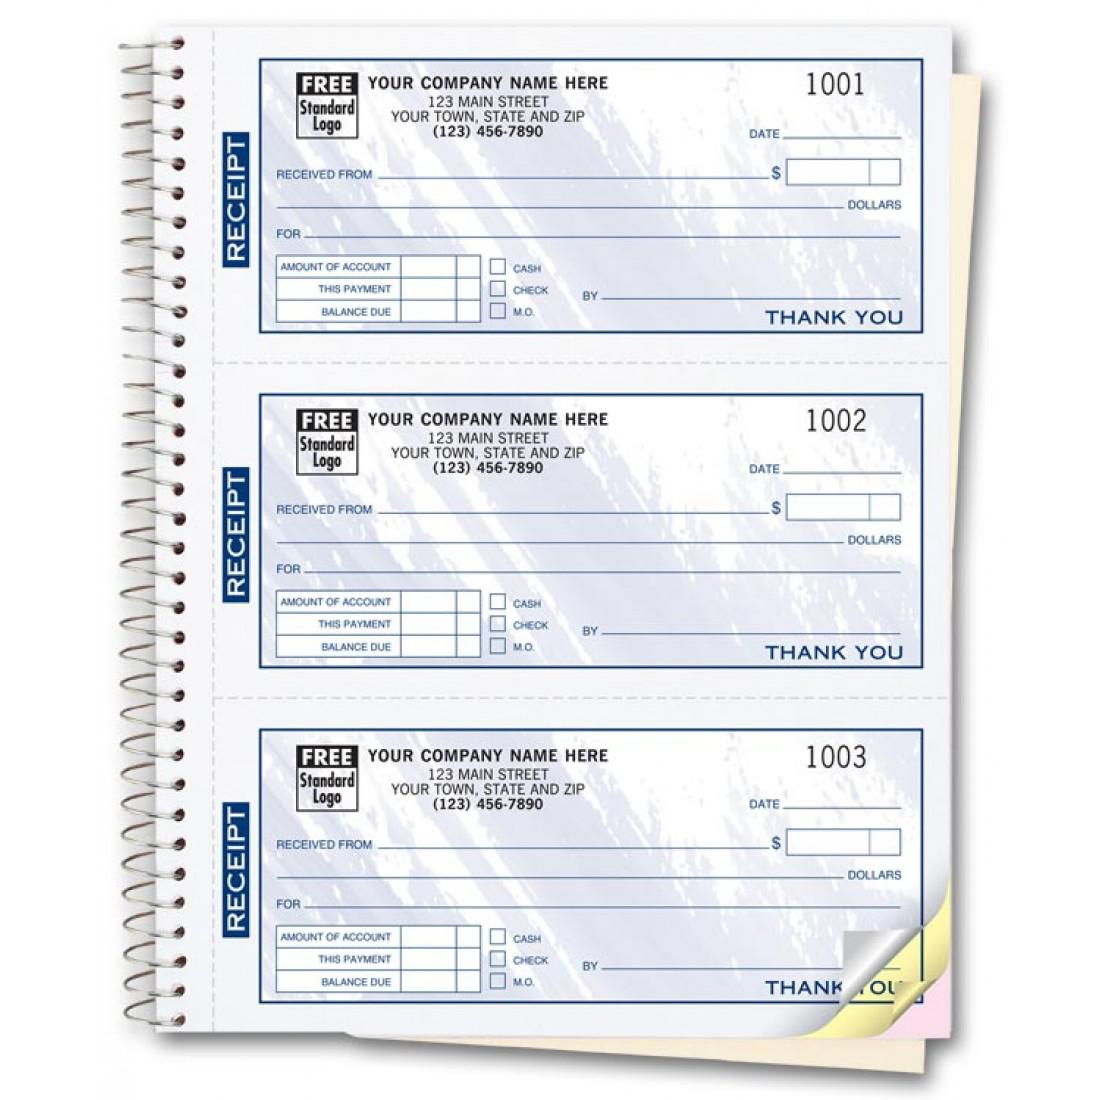 RECEIPT
FREE
Standard
Logo
YOUR COMPANY NAME HERE
123 MAIN STREET
YOUR TOWN, STATE AND ZIP
(123) 456-7890
1001
DATE
RECEIVED FROM $
DOLLARS
FOR
AMOUNT OF ACCOUNT
THIS PAYMENT
BALANCE DUE
CASH
CHECK
M.O.
BY
THANK YOU
RECEIPT
FREE
Standard
Logo
YOUR COMPANY NAME HERE
123 MAIN STREET
YOUR TOWN, STATE AND ZIP
(123) 456-7890
1002
DATE
RECEIVED FROM $
DOLLARS
FOR
AMOUNT OF ACCOUNT
THIS PAYMENT
BALANCE DUE
CASH
CHECK
M.O.
BY
THANK YOU
RECEIPT
FREE
Standard
Logo
YOUR COMPANY NAME HERE
123 MAIN STREET
YOUR TOWN, STATE AND ZIP
(123) 456-7890
1003
DATE
RECEIVED FROM $
DOLLARS
FOR
AMOUNT OF ACCOUNT
THIS PAYMENT
BALANCE DUE
CASH
CHECK
M.O.
BY
THANK YOU